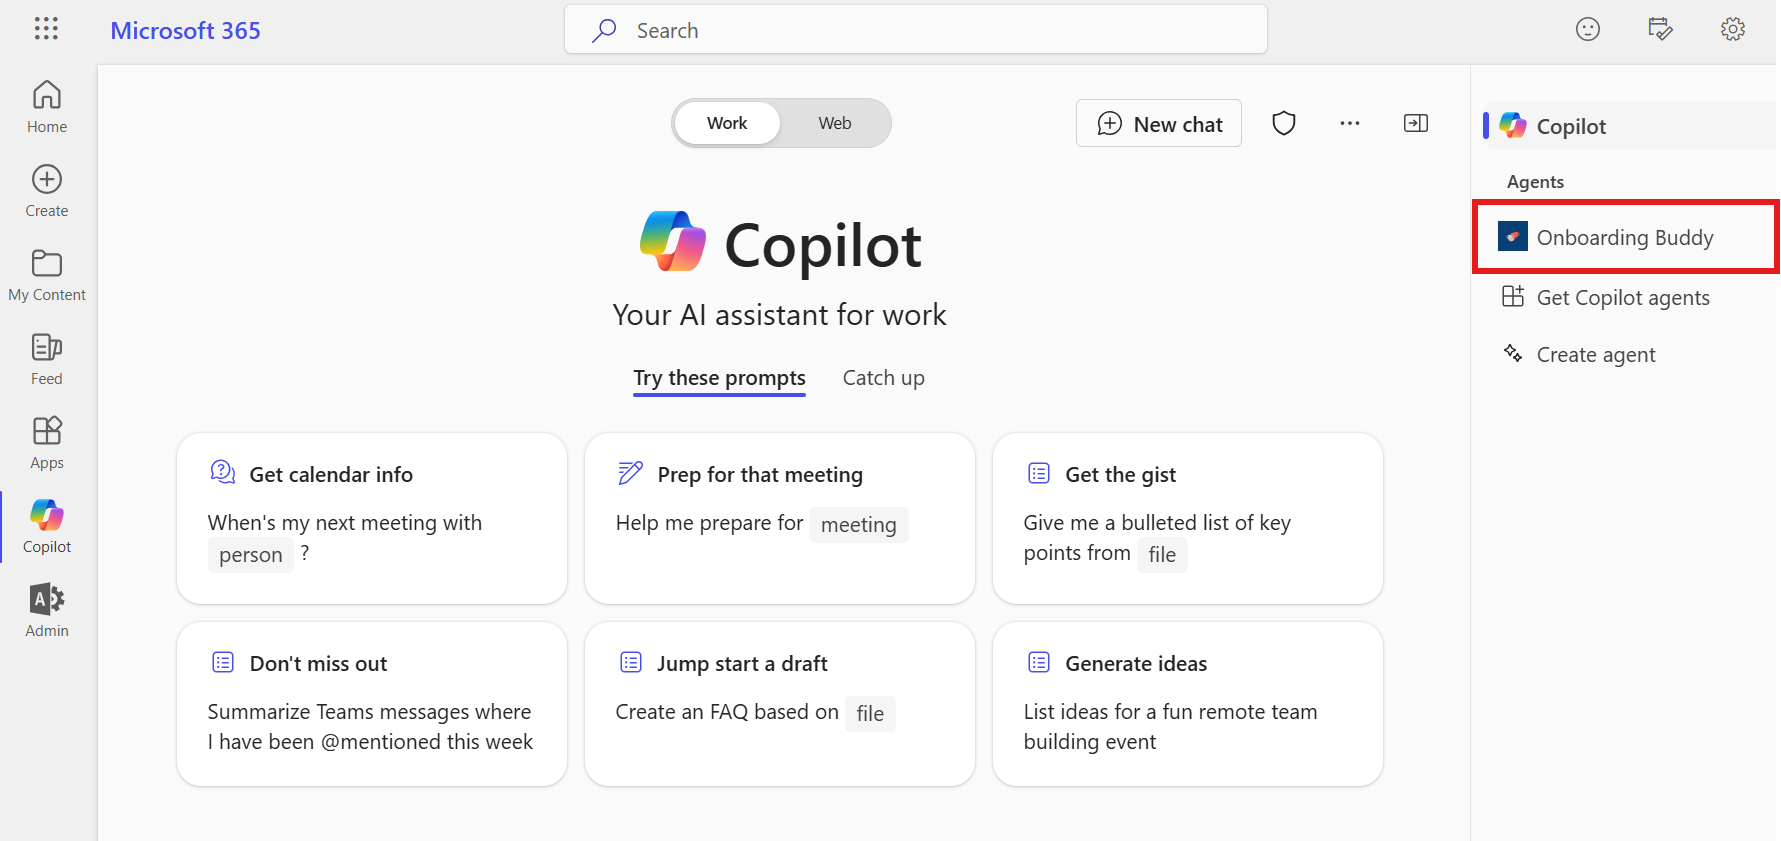 Microsoft 365
Search
Home
Create
My Content
Feed
Apps
Copilot
Admin
Work
Web
New chat
Copilot
Your AI assistant for work
Try these prompts
Catch up
Get calendar info
When's my next meeting with
person ?
Prep for that meeting
Help me prepare for meeting
Get the gist
Give me a bulleted list of key
points from file
Don't miss out
Summarize Teams messages where
I have been @mentioned this week
Jump start a draft
Create an FAQ based on file
Generate ideas
List ideas for a fun remote team
building event
Copilot
Agents
Onboarding Buddy
Get Copilot agents
Create agent